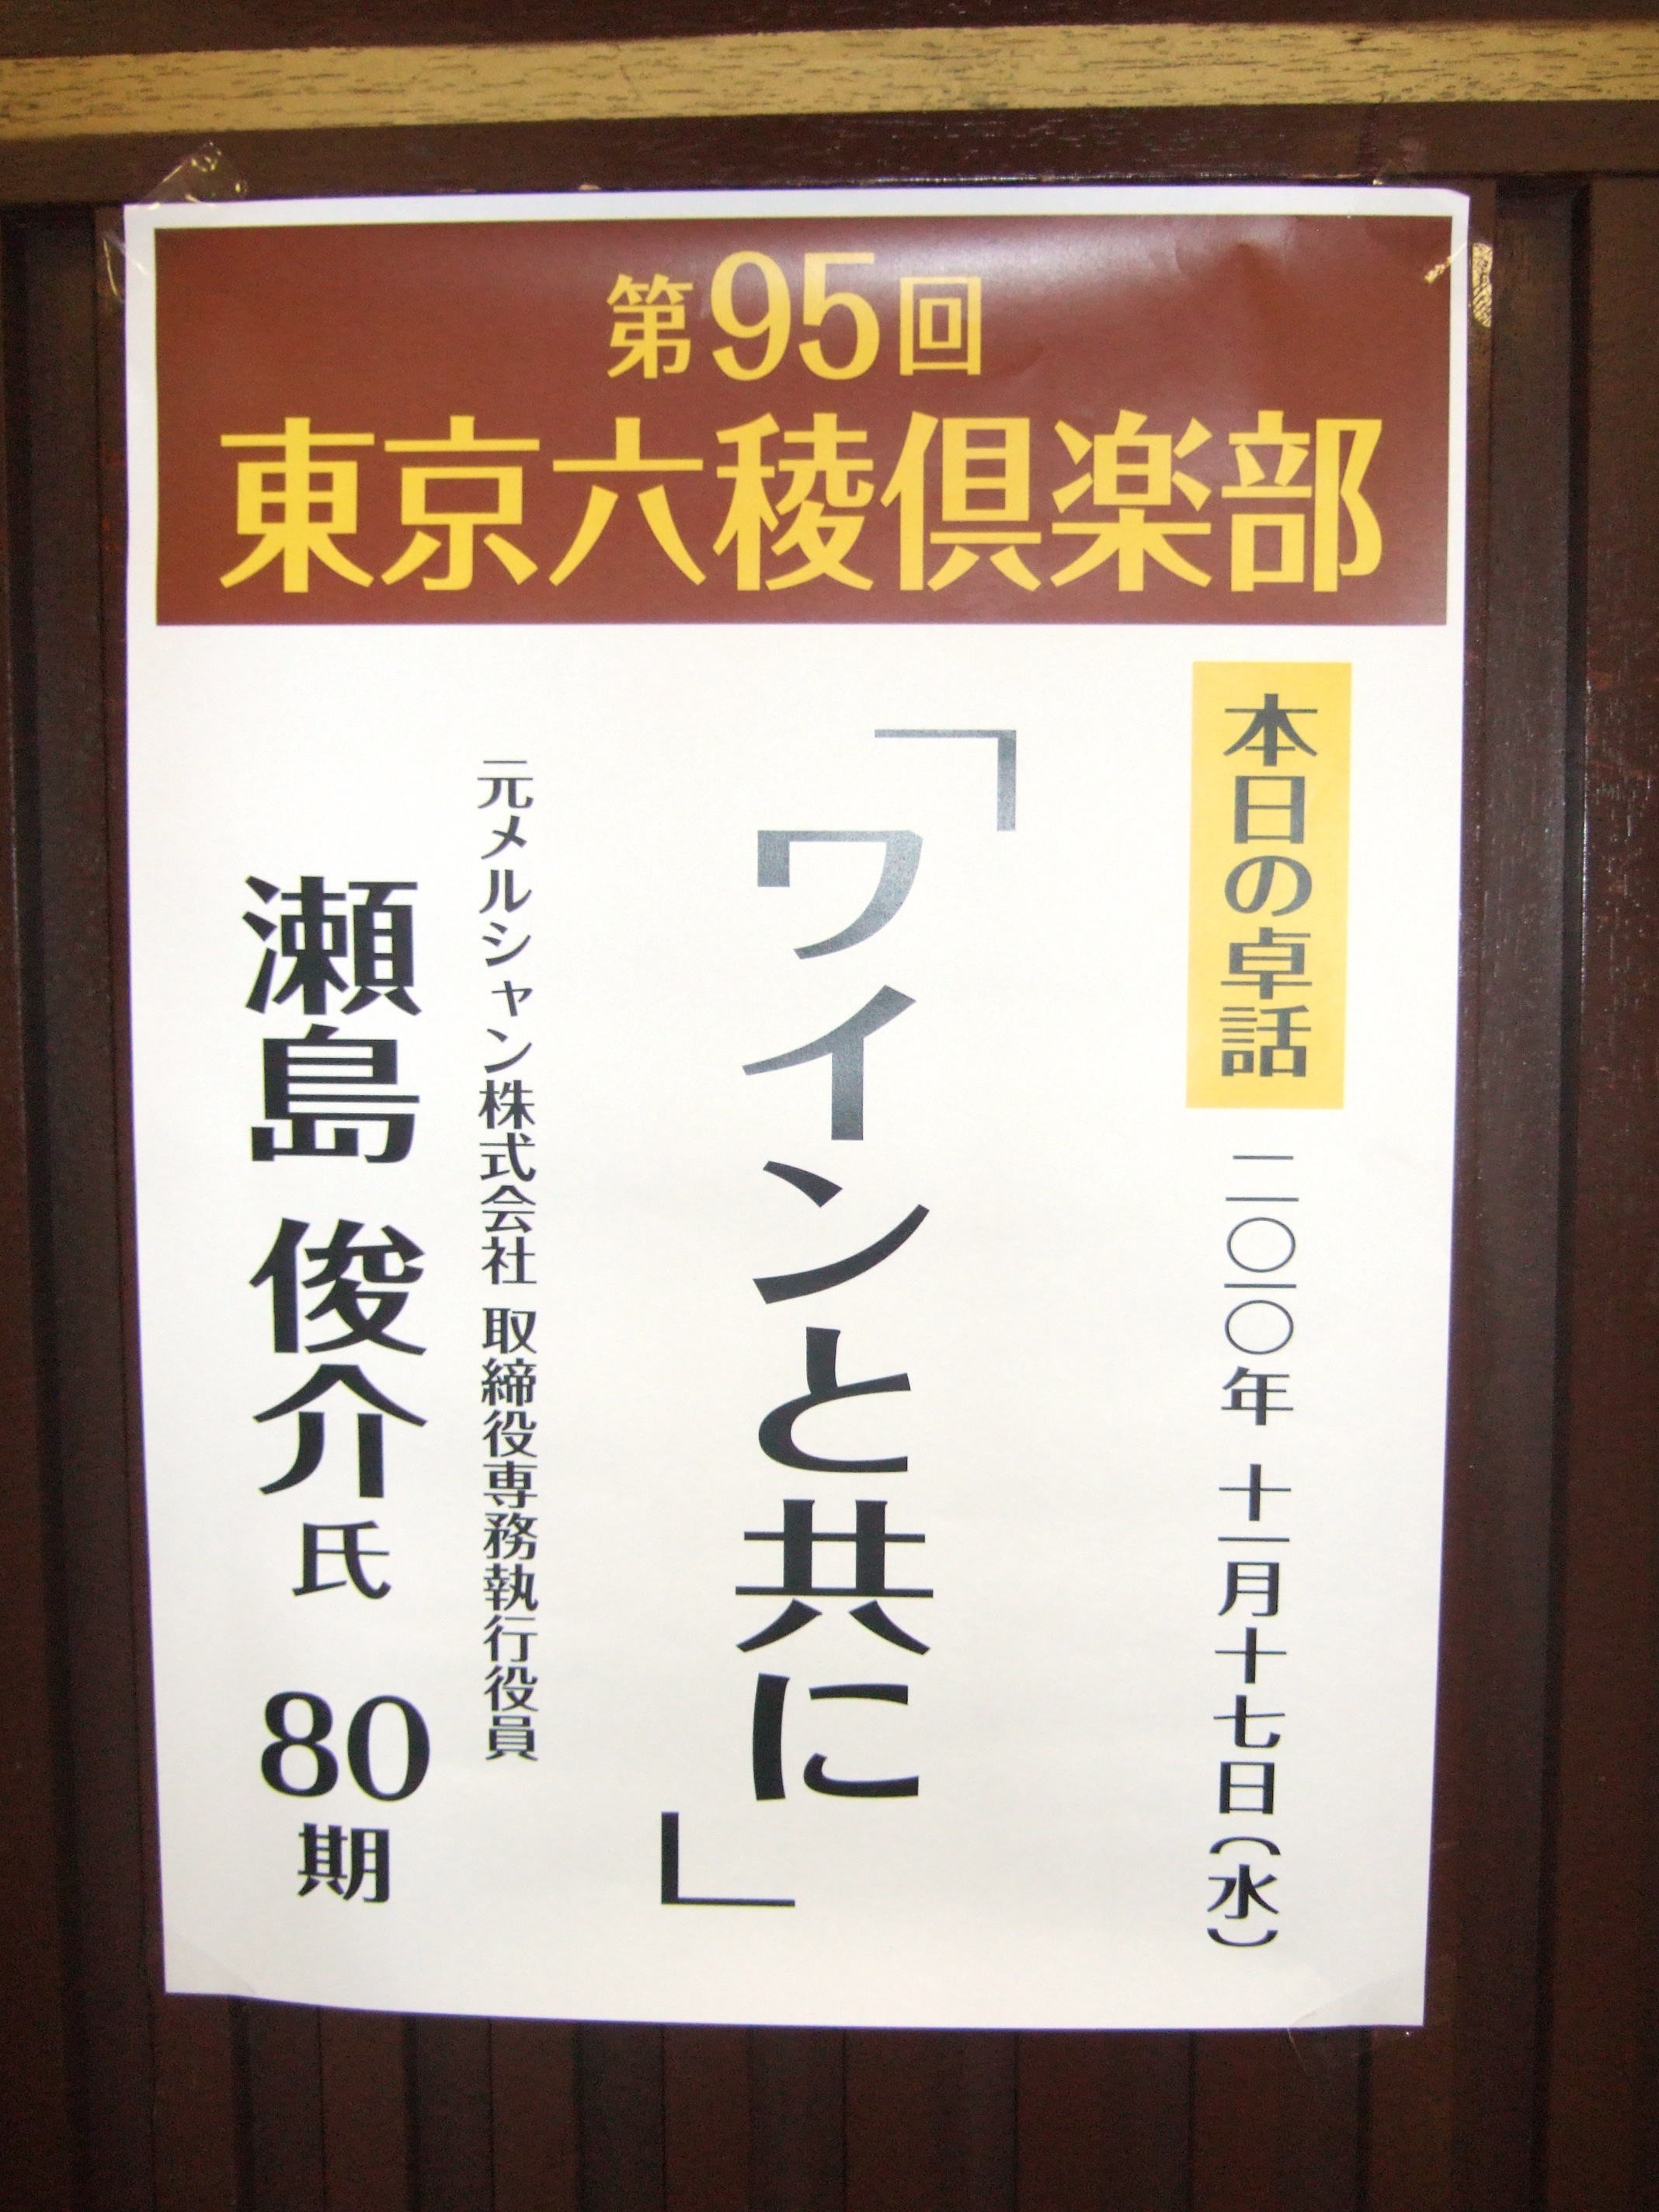 第95回
東京六稜倶楽部
本日の卓話 二〇一〇年 十一月十七日(水)
「ワインと共に」
元メルシャン株式会社 取締役専務執行役員
瀬島 俊介 氏 80期